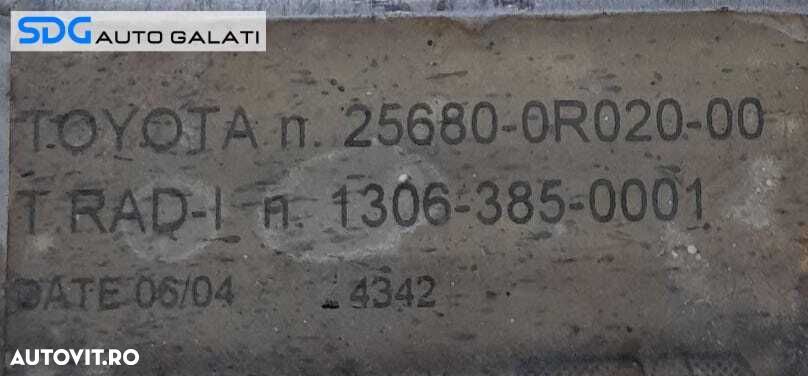 SDG AUTO GALATI
TOYOTA n. 25680-0R020-00
T.RAD-I n. 1306-385-0001
DATE 06/04 4342
AUTOVIT.RO